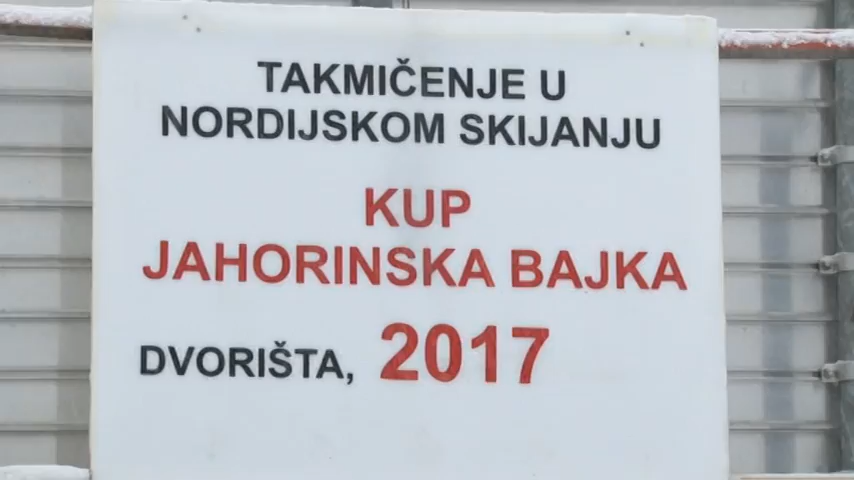 TAKMIČENJE U
NORDIJSKOM SKIJANJU
KUP
JAHORINSKA BAJKA
DVORIŠTA, 2017